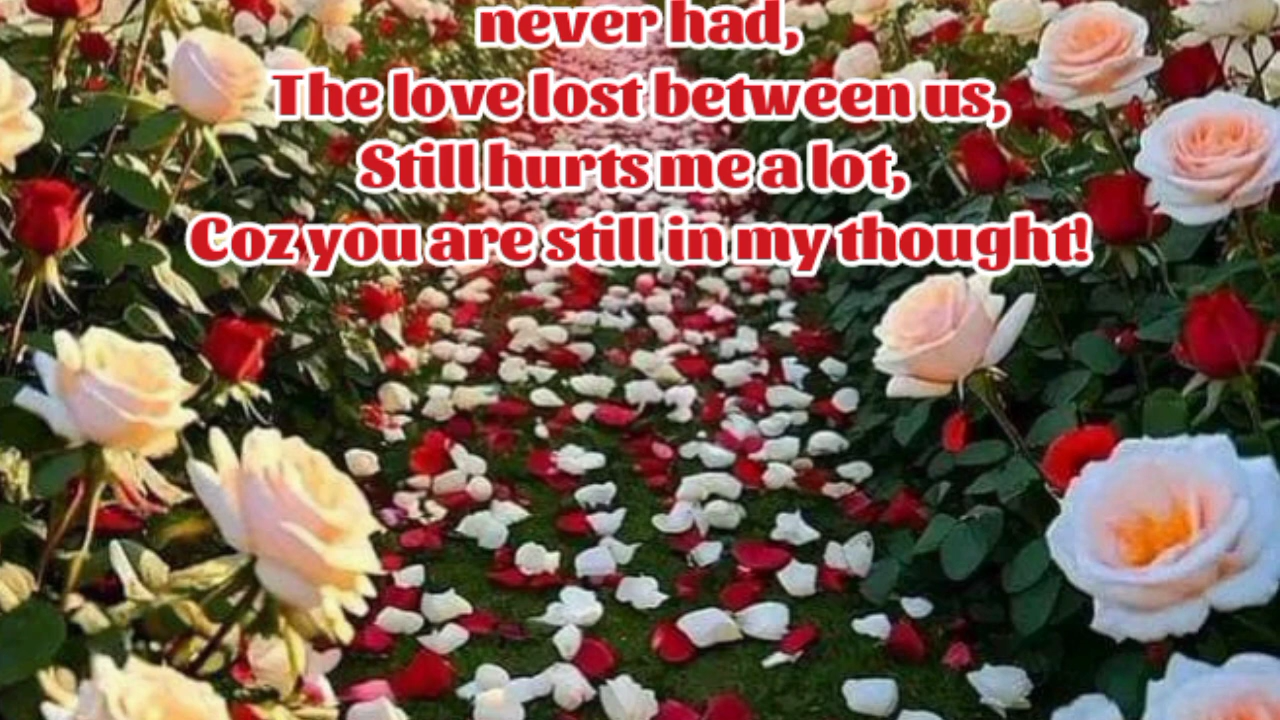 never had,
The love lost between us,
Still hurts me a lot,
Coz you are still in my thought!